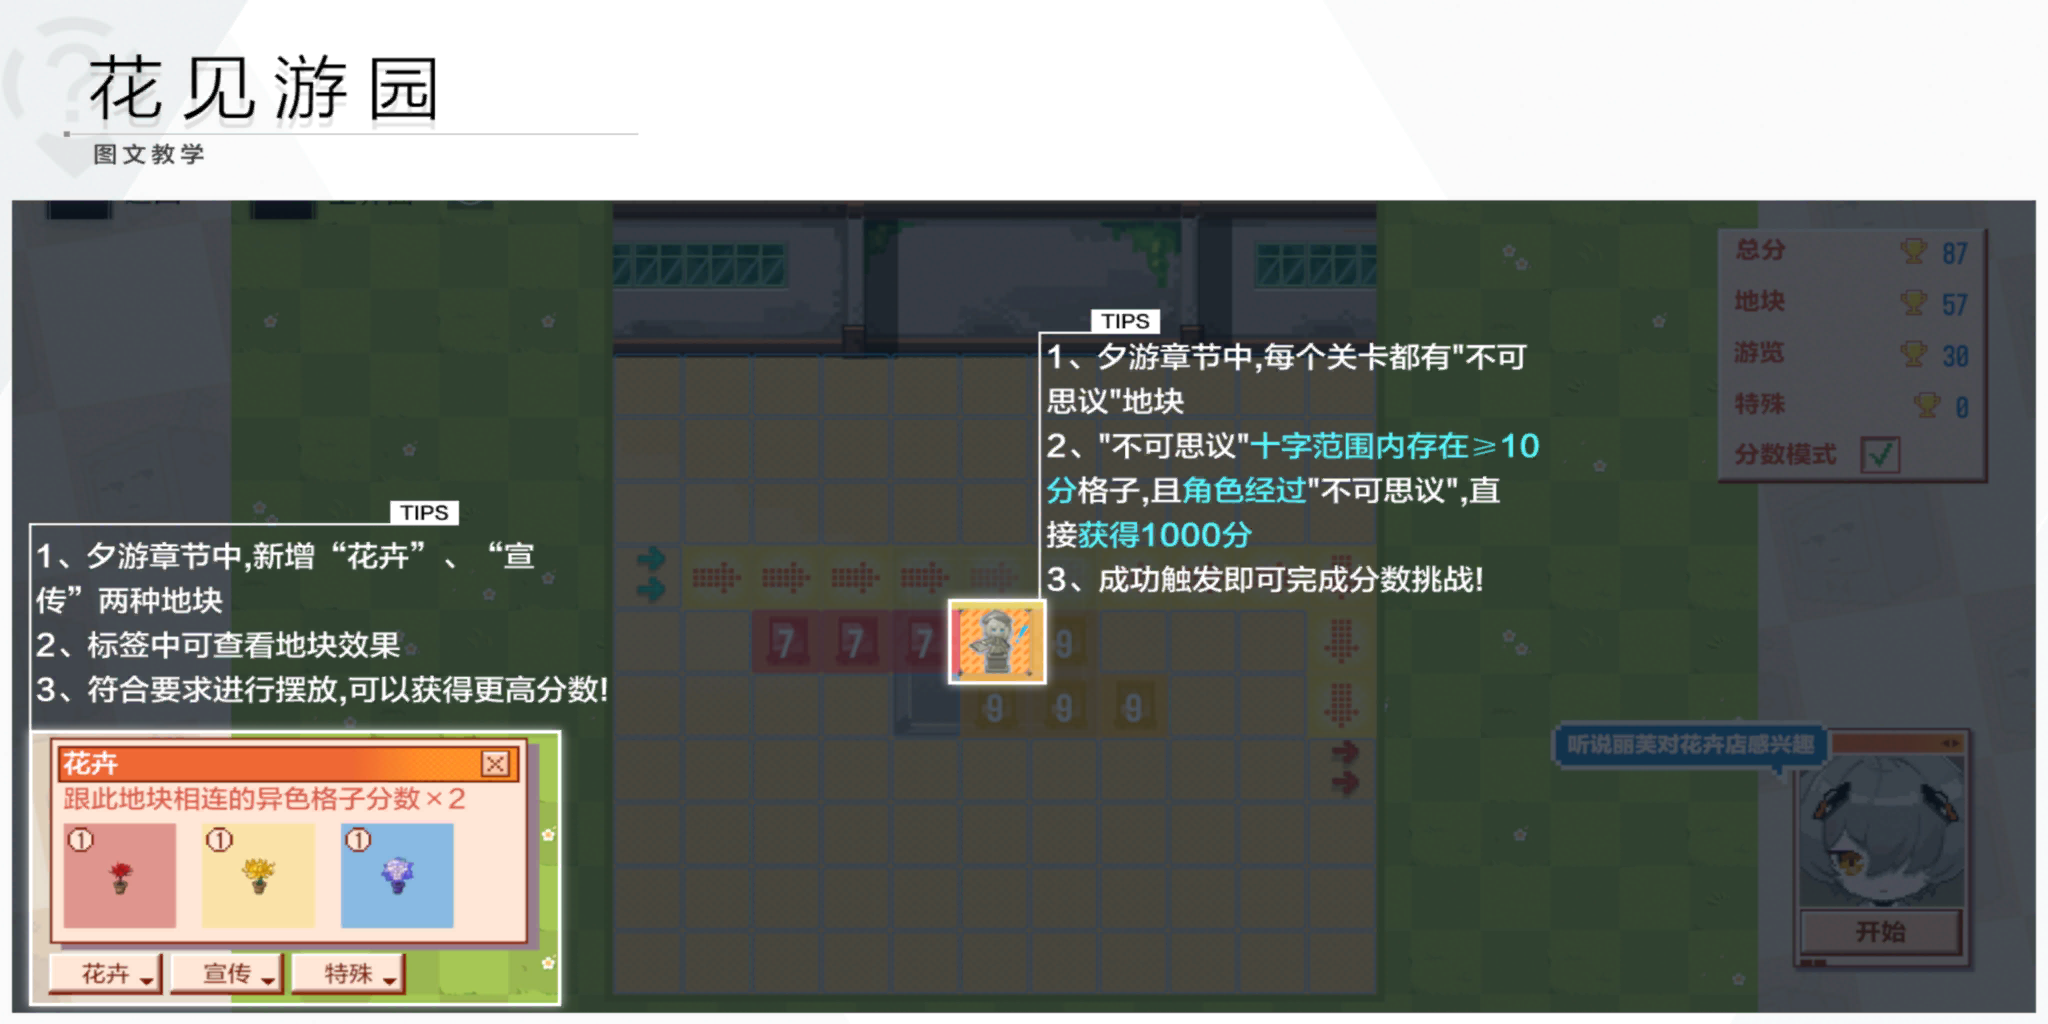 花见游园
图文教学
总分 87
地块 57
游览 30
特殊 0
分数模式
TIPS
1、夕游章节中,每个关卡都有"不可
思议"地块
2、"不可思议"十字范围内存在≥10
分格子,且角色经过"不可思议",直
接获得1000分
3、成功触发即可完成分数挑战!
TIPS
1、夕游章节中,新增“花卉”、“宣
传”两种地块
2、标签中可查看地块效果
3、符合要求进行摆放,可以获得更高分数!
7 7 7 9
9 9 9
听说丽芙对花卉店感兴趣
开始
花卉
跟此地块相连的异色格子分数×2
1 1 1
花卉 宣传 特殊